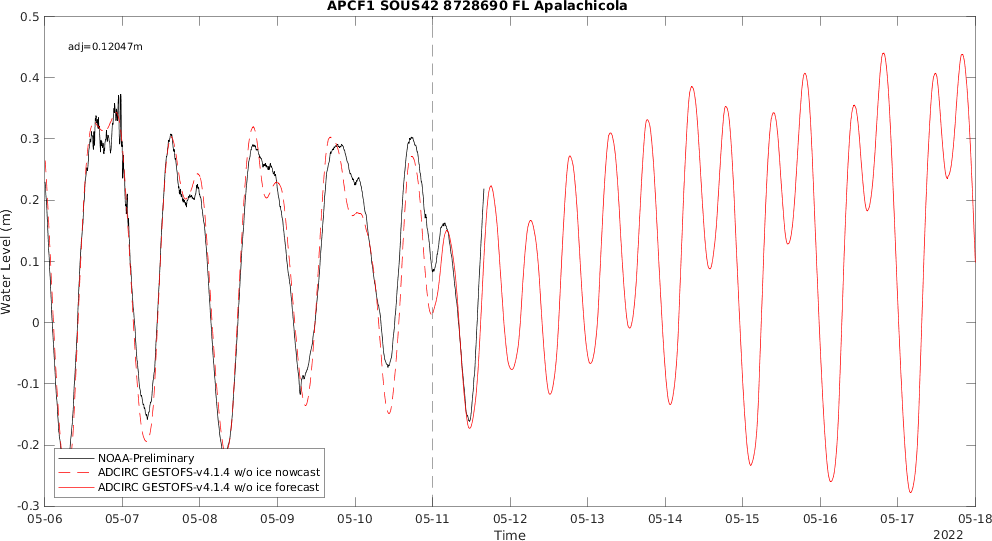 APCF1 SOUS42 8728690 FL Apalachicola
adj=0.12047m
0.5
0.4
0.3
0.2
0.1
0
-0.1
-0.2
-0.3
Water Level (m)
NOAA-Preliminary
ADCIRC GESTOFS-v4.1.4 w/o ice nowcast
ADCIRC GESTOFS-v4.1.4 w/o ice forecast
05-06 05-07 05-08 05-09 05-10 05-11 05-12 05-13 05-14 05-15 05-16 05-17 05-18
Time
2022